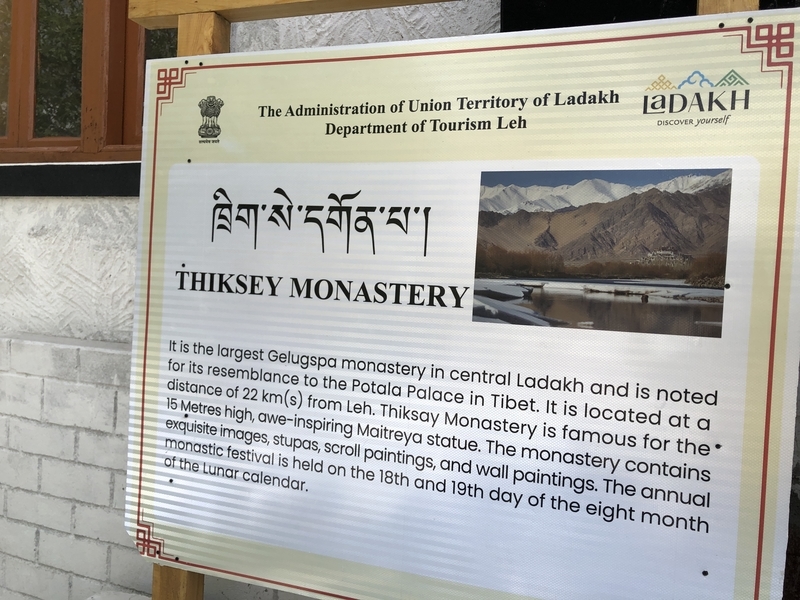 The Administration of Union Territory of Ladakh
Department of Tourism Leh
LaDAKH
DISCOVER yourself
ཁྲིག་སེ་དགོན་པ།
THIKSEY MONASTERY
It is the largest Gelugspa monastery in central Ladakh and is noted
for its resemblance to the Potala Palace in Tibet. It is located at a
distance of 22 km(s) from Leh. Thiksay Monastery is famous for the
15 Metres high, awe-inspiring Maitreya statue. The monastery contains
exquisite images, stupas, scroll paintings, and wall paintings. The annual
monastic festival is held on the 18th and 19th day of the eight month
of the Lunar calendar.